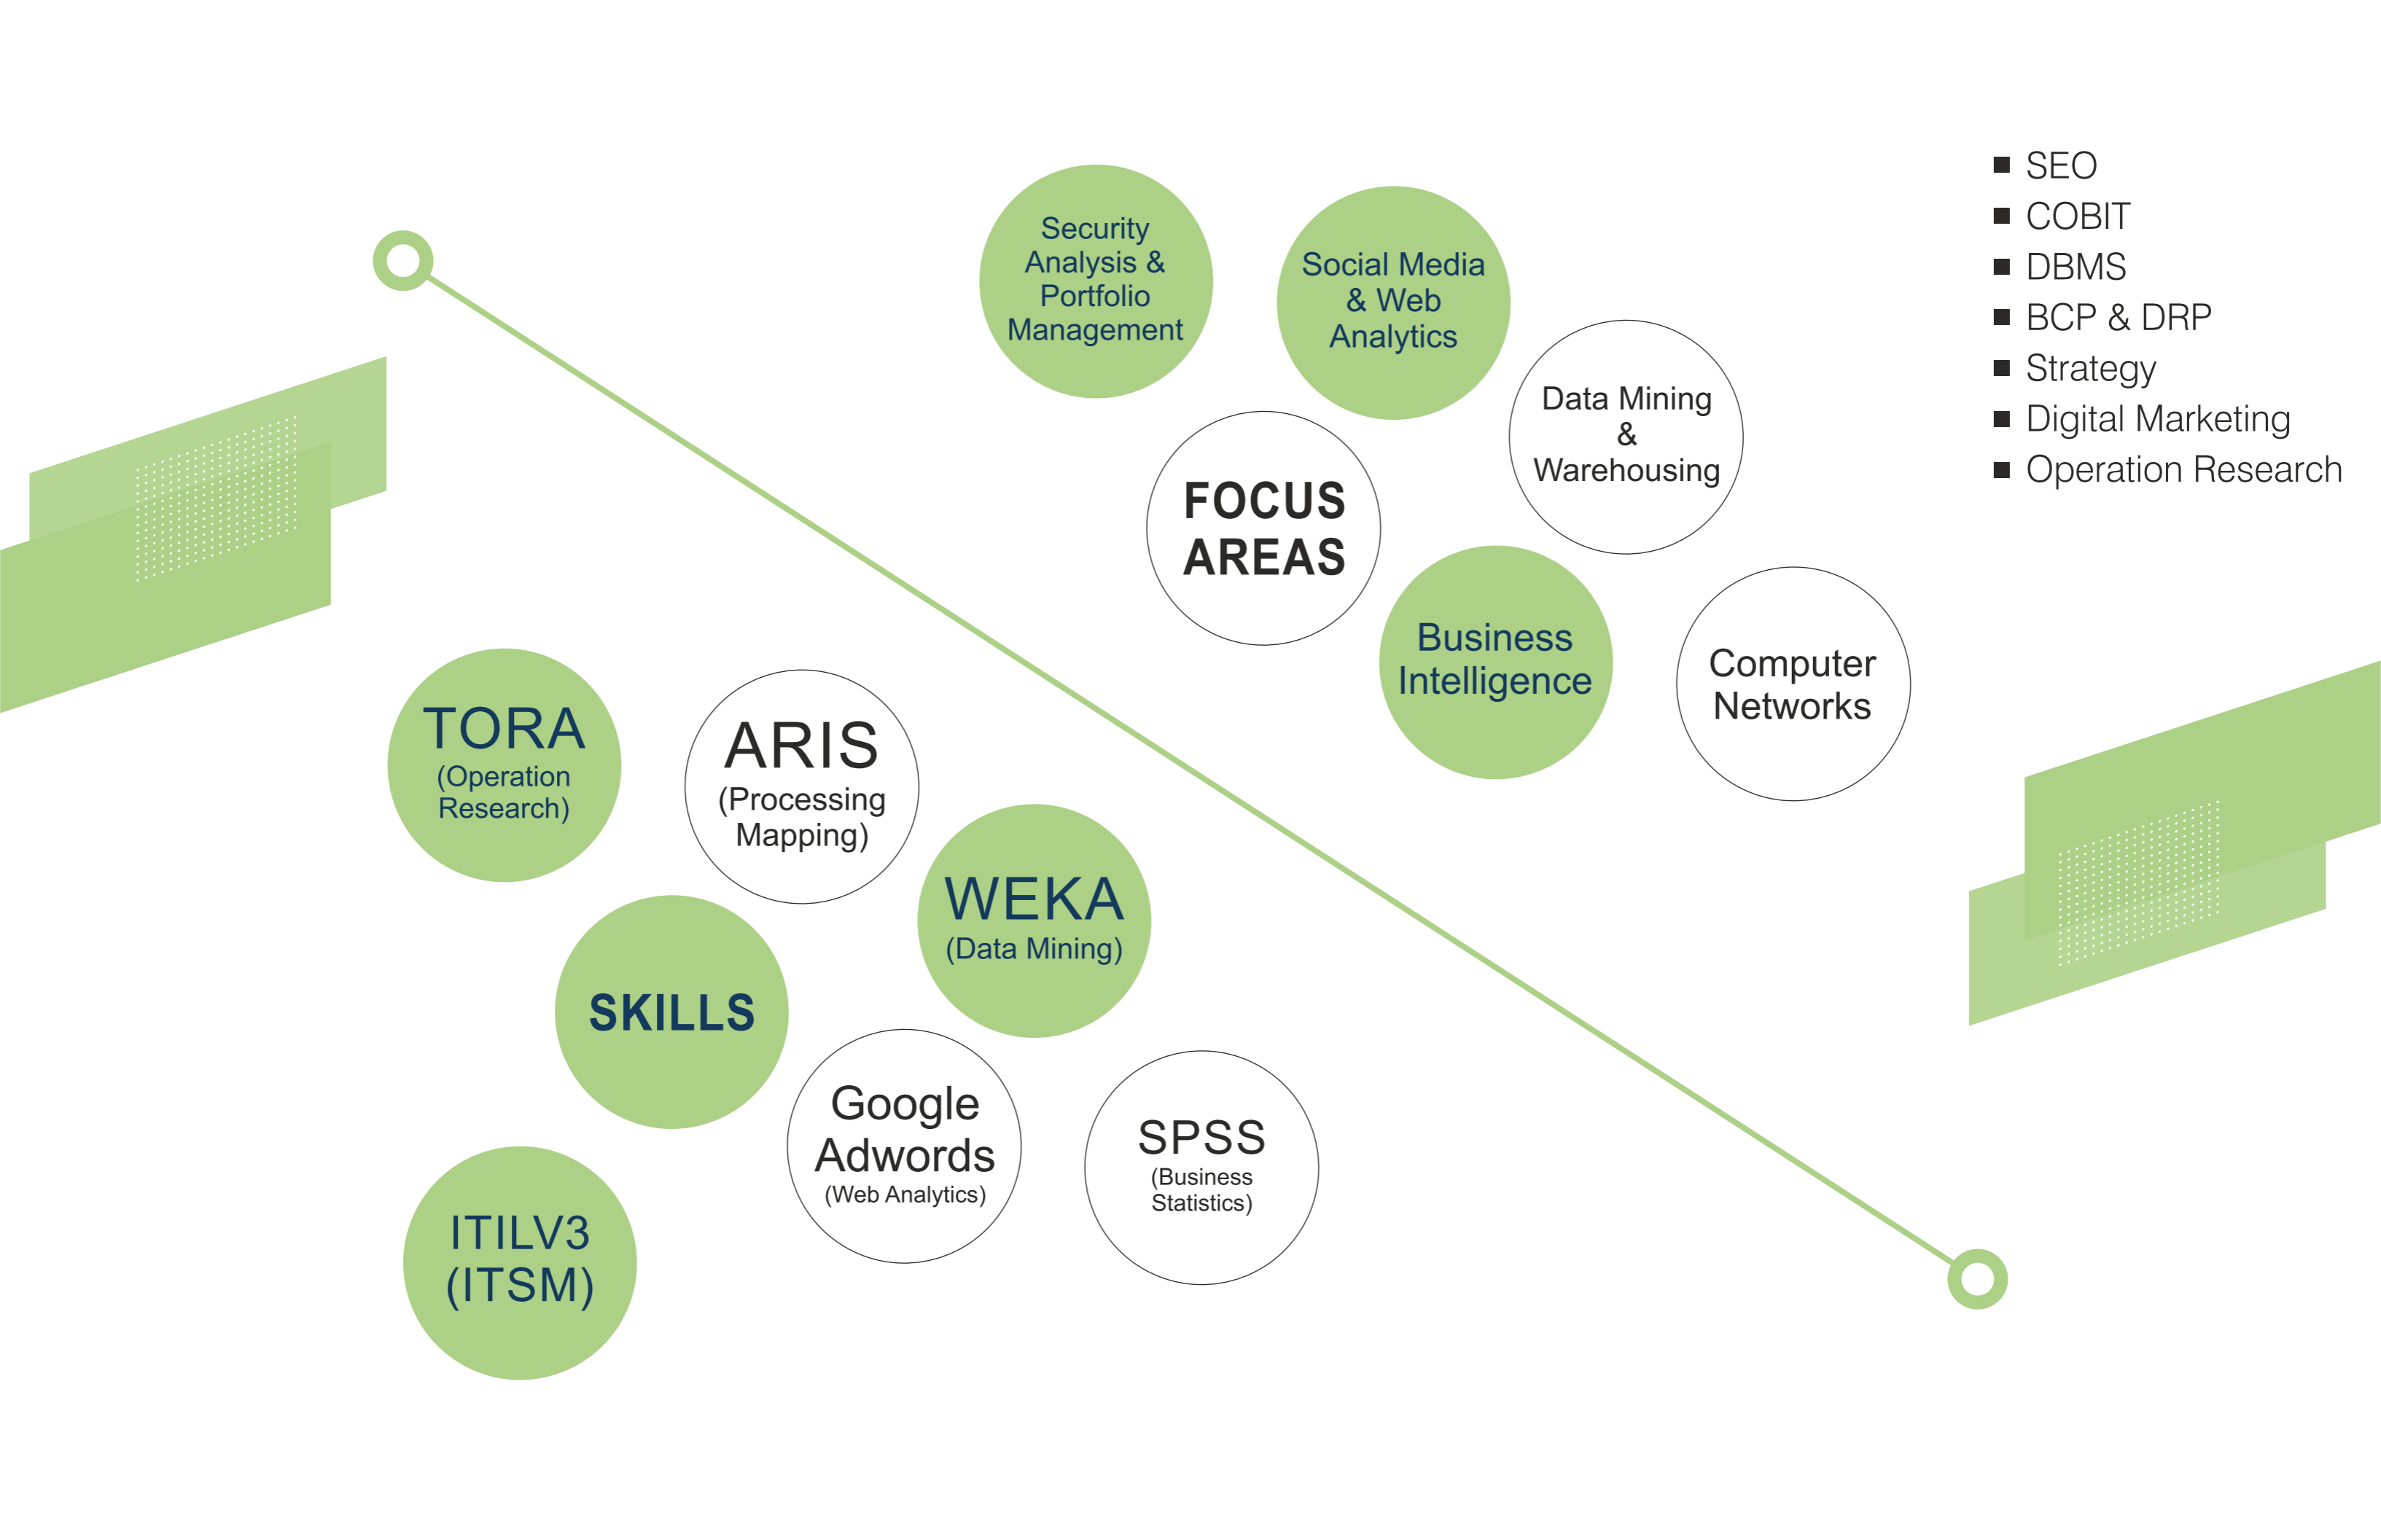 Security
Analysis &
Portfolio
Management
Social Media
& Web
Analytics
Data Mining
&
Warehousing
FOCUS
AREAS
Business
Intelligence
Computer
Networks
SEO
COBIT
DBMS
BCP & DRP
Strategy
Digital Marketing
Operation Research
TORA
(Operation
Research)
ARIS
(Processing
Mapping)
WEKA
(Data Mining)
SKILLS
Google
Adwords
(Web Analytics)
SPSS
(Business
Statistics)
ITILV3
(ITSM)